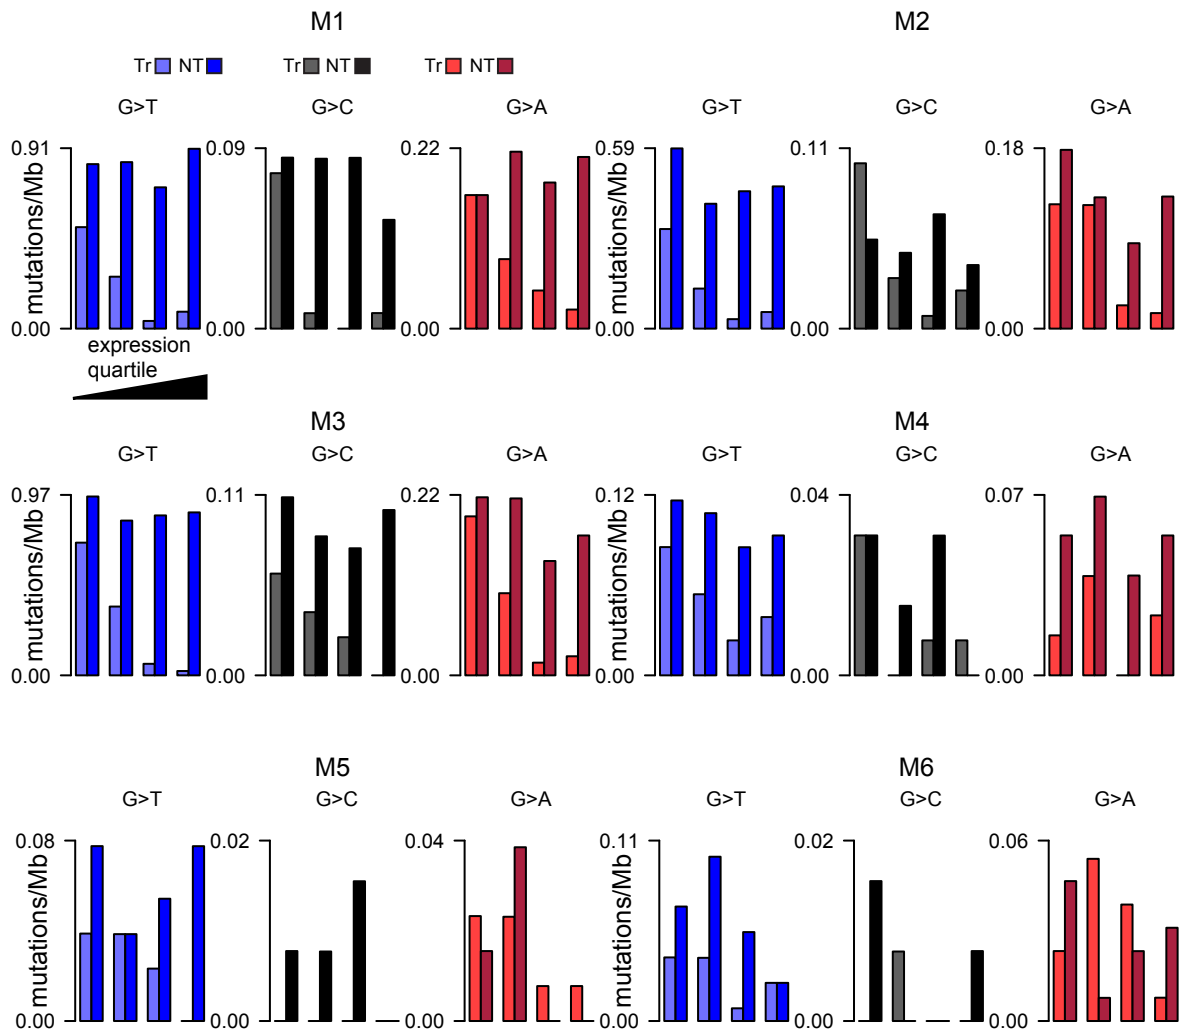 M1 M2
Tr NT Tr NT Tr NT
G>T G>C G>A G>T G>C G>A
0.91 0.09 0.22 0.59 0.11 0.18
mutations/Mb mutations/Mb
0.00 0.00 0.00 0.00 0.00 0.00
expression
quartile
M3 M4
G>T G>C G>A G>T G>C G>A
0.97 0.11 0.22 0.12 0.04 0.07
mutations/Mb mutations/Mb
0.00 0.00 0.00 0.00 0.00 0.00
M5 M6
G>T G>C G>A G>T G>C G>A
0.08 0.02 0.04 0.11 0.02 0.06
mutations/Mb mutations/Mb
0.00 0.00 0.00 0.00 0.00 0.00